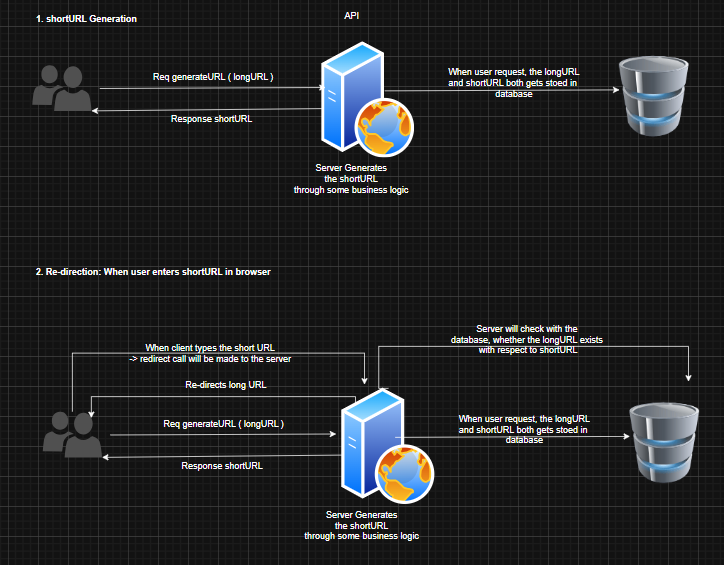 1. shortURL Generation
API
Req generateURL ( longURL )
Response shortURL
When user request, the longURL
and shortURL both gets stoed in
database
Server Generates
the shortURL
through some business logic
2. Re-direction: When user enters shortURL in browser
When client types the short URL
-> redirect call will be made to the server
Server will check with the
database, whether the longURL exists
with respect to shortURL
Re-directs long URL
Req generateURL ( longURL )
Response shortURL
When user request, the longURL
and shortURL both gets stoed in
database
Server Generates
the shortURL
through some business logic